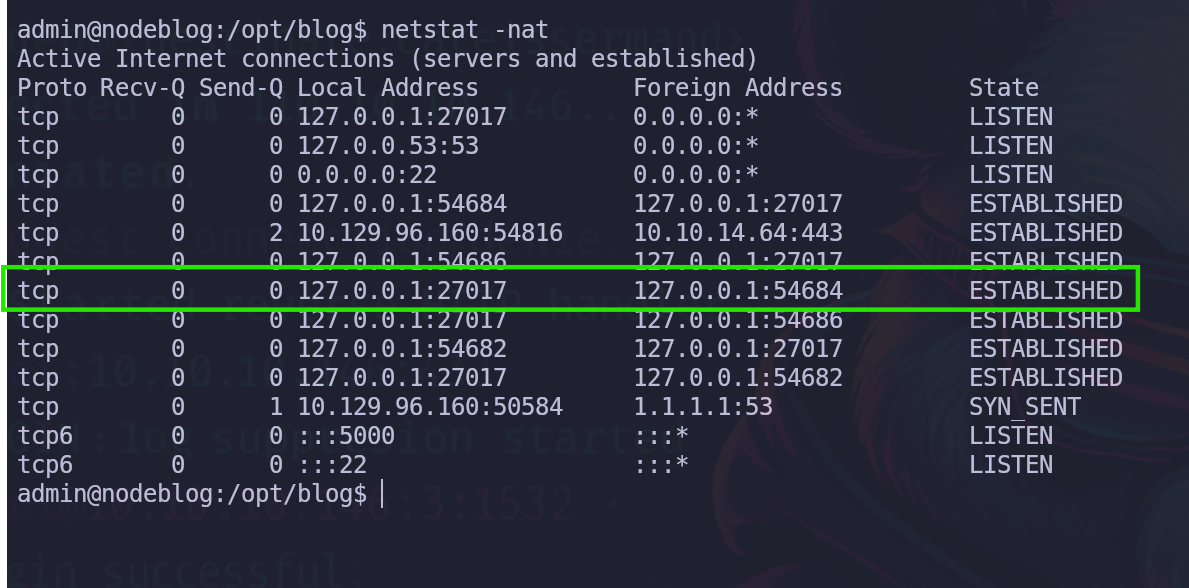 admin@nodeblog:/opt/blog$ netstat -nat
Active Internet connections (servers and established)
Proto Recv-Q Send-Q Local Address           Foreign Address         State
tcp        0      0 127.0.0.1:27017         0.0.0.0:*               LISTEN
tcp        0      0 127.0.0.53:53           0.0.0.0:*               LISTEN
tcp        0      0 0.0.0.0:22              0.0.0.0:*               LISTEN
tcp        0      0 127.0.0.1:54684         127.0.0.1:27017         ESTABLISHED
tcp        0      2 10.129.96.160:54816     10.10.14.64:443         ESTABLISHED
tcp        0      0 127.0.0.1:54686         127.0.0.1:27017         ESTABLISHED
tcp        0      0 127.0.0.1:27017         127.0.0.1:54684         ESTABLISHED
tcp        0      0 127.0.0.1:27017         127.0.0.1:54686         ESTABLISHED
tcp        0      0 127.0.0.1:54682         127.0.0.1:27017         ESTABLISHED
tcp        0      0 127.0.0.1:27017         127.0.0.1:54682         ESTABLISHED
tcp        0      1 10.129.96.160:50584     1.1.1.1:53              SYN_SENT
tcp6       0      0 :::5000                 :::*                    LISTEN
tcp6       0      0 :::22                   :::*                    LISTEN
admin@nodeblog:/opt/blog$